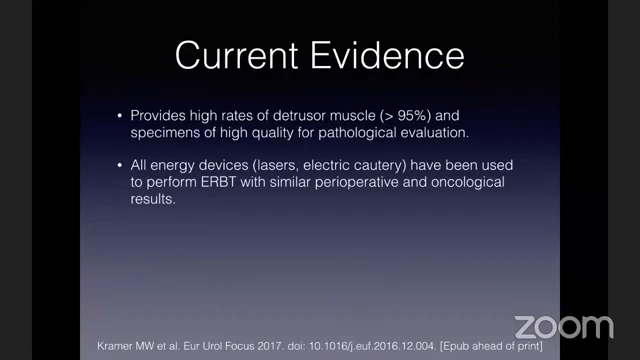 Current Evidence
• Provides high rates of detrusor muscle (> 95%) and
specimens of high quality for pathological evaluation.
• All energy devices (lasers, electric cautery) have been used
to perform ERBT with similar perioperative and oncological
results.
zoom
Kramer MW et al. Eur Urol Focus 2017. doi: 10.1016/j.euf.2016.12.004. [Epub ahead of print]